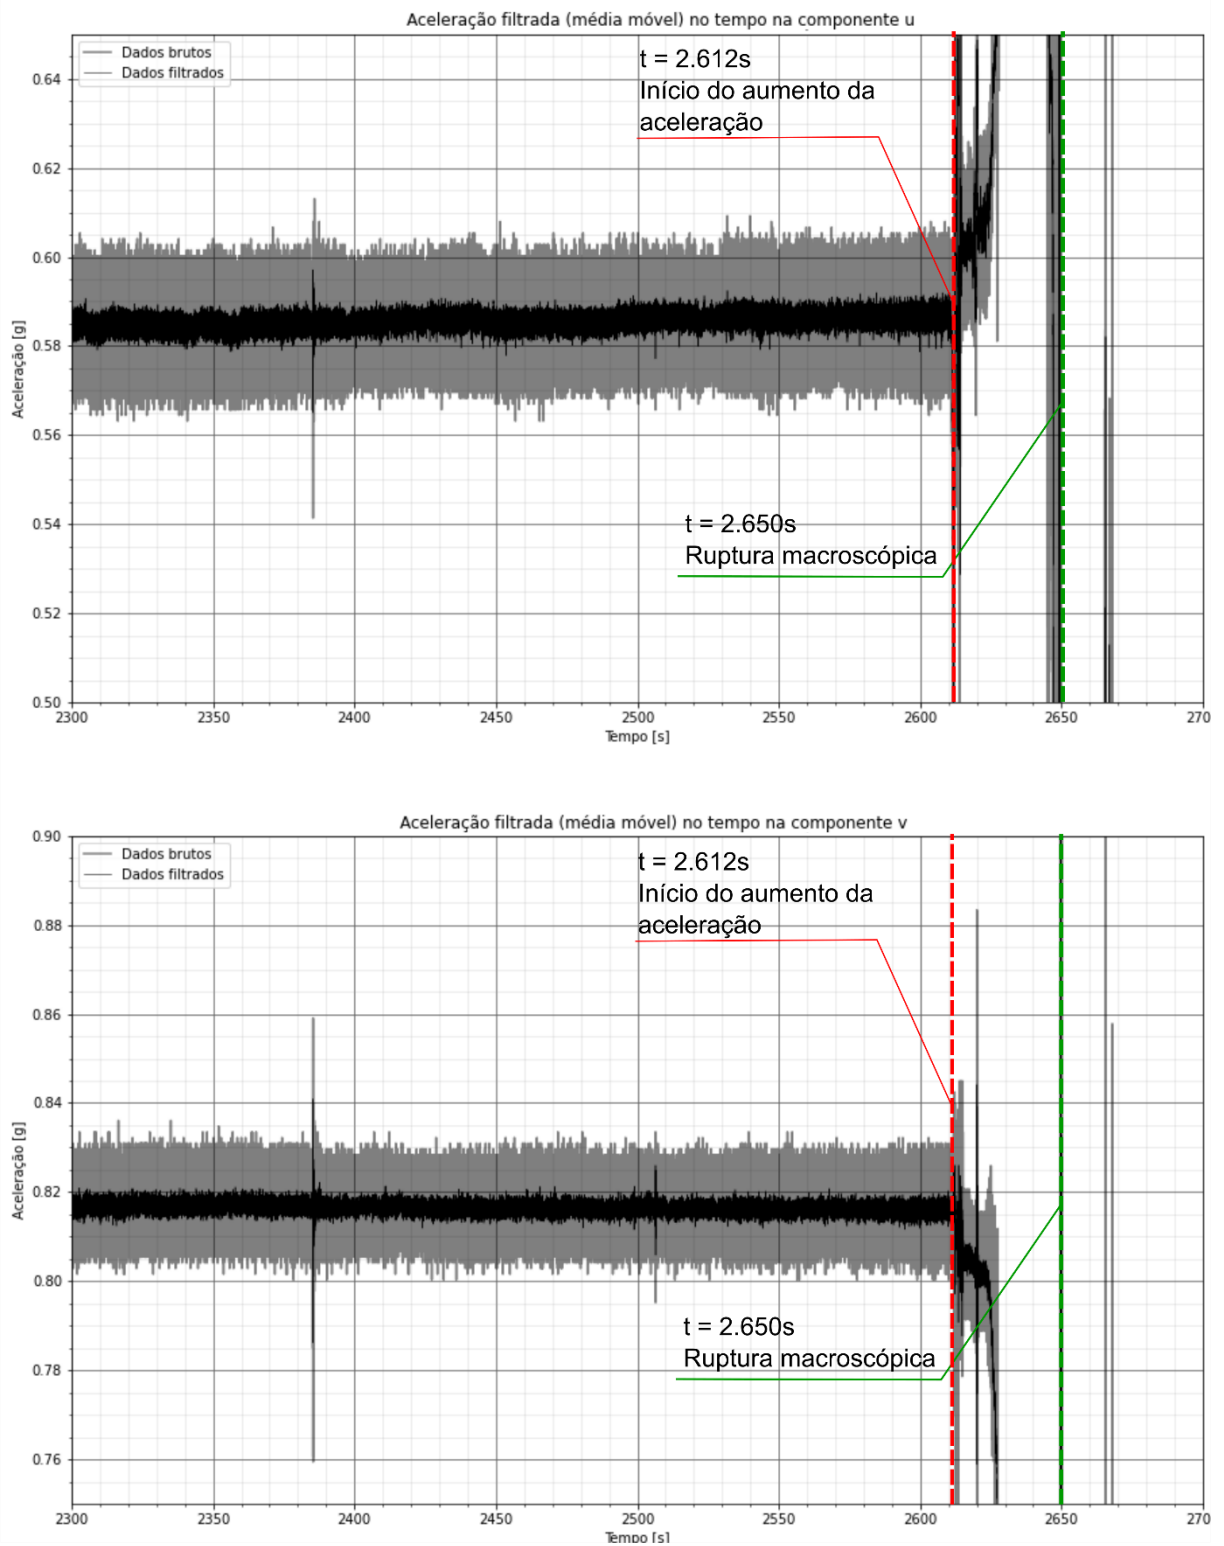 Aceleração filtrada (média móvel) no tempo na componente u
Dados brutos
Dados filtrados
t = 2.612s
Início do aumento da
aceleração
t = 2.650s
Ruptura macroscópica
Aceleração [g]
0.64
0.62
0.60
0.58
0.56
0.54
0.52
0.50
2300 2350 2400 2450 2500 2550 2600 2650 270
Tempo [s]
Aceleração filtrada (média móvel) no tempo na componente v
Dados brutos
Dados filtrados
t = 2.612s
Início do aumento da
aceleração
t = 2.650s
Ruptura macroscópica
Aceleração [g]
0.90
0.88
0.86
0.84
0.82
0.80
0.78
0.76
2300 2350 2400 2450 2500 2550 2600 2650 270
Tempo [s]